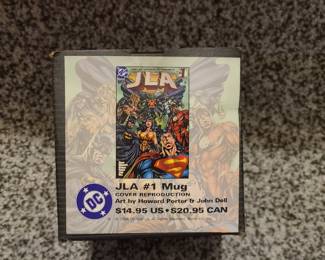 JLA
1
DC
JLA #1 Mug
COVER REPRODUCTION
Art by Howard Porter & John Dell
$14.95 US • $20.95 CAN